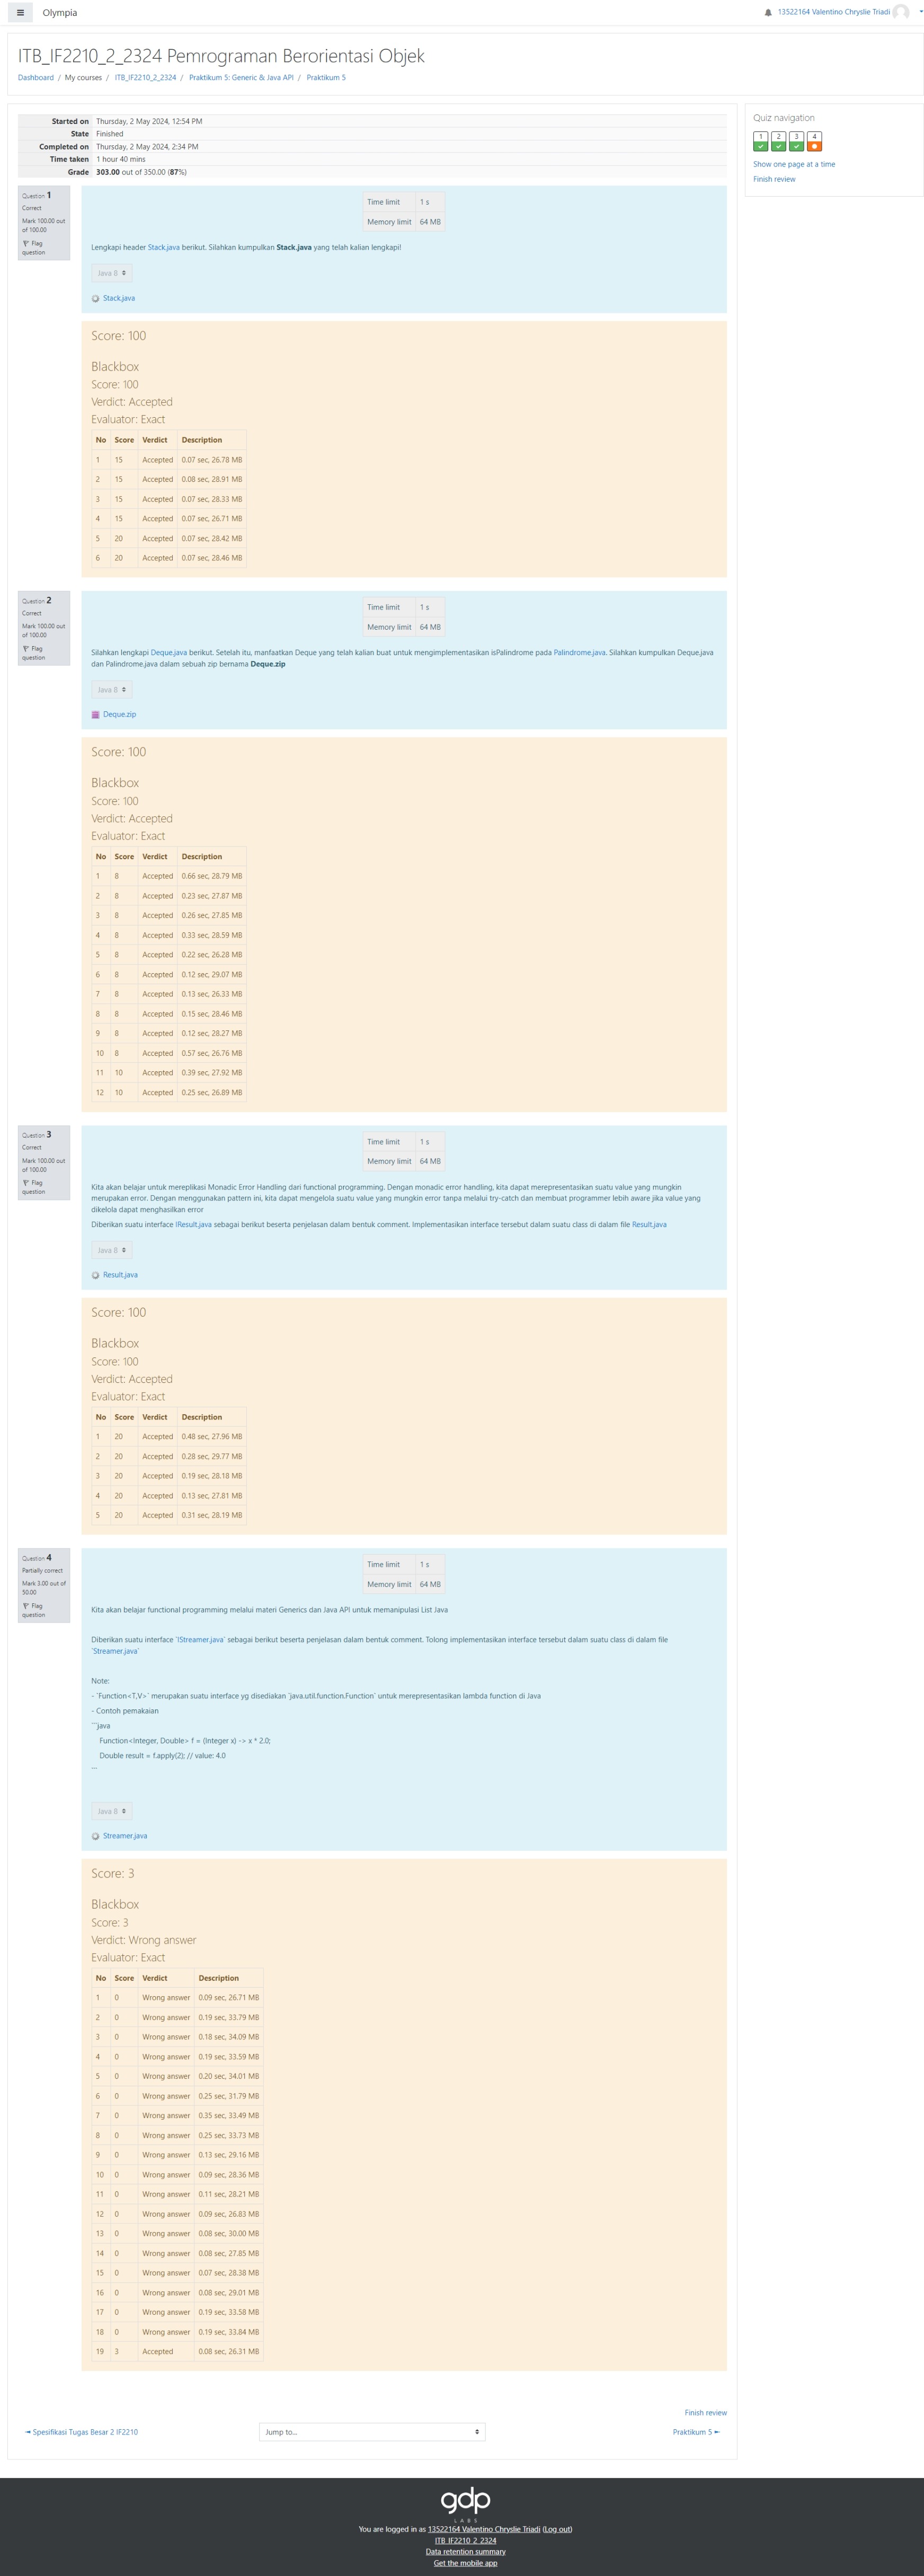 Olympia
13522164 Valentino Chryslie Triadi
ITB_IF2210_2_2324 Pemrograman Berorientasi Objek
Dashboard / My courses / ITB_IF2210_2_2324 / Praktikum 5: Generic & Java API / Praktikum 5
Started on Thursday, 2 May 2024, 12:54 PM
State Finished
Completed on Thursday, 2 May 2024, 2:34 PM
Time taken 1 hour 40 mins
Grade 303.00 out of 350.00 (87%)
Quiz navigation
1 2 3 4
Show one page at a time
Finish review
Question 1
Correct
Mark 100.00 out
of 100.00
Flag
question
Time limit 1 s
Memory limit 64 MB
Lengkapi header Stack.java berikut. Silahkan kumpulkan Stack.java yang telah kalian lengkapi!
Java 8
Stack.java
Score: 100
Blackbox
Score: 100
Verdict: Accepted
Evaluator: Exact
No Score Verdict Description
1 15 Accepted 0.07 sec, 26.78 MB
2 15 Accepted 0.08 sec, 28.91 MB
3 15 Accepted 0.07 sec, 28.33 MB
4 15 Accepted 0.07 sec, 26.71 MB
5 20 Accepted 0.07 sec, 28.42 MB
6 20 Accepted 0.07 sec, 28.46 MB
Question 2
Correct
Mark 100.00 out
of 100.00
Flag
question
Time limit 1 s
Memory limit 64 MB
Silahkan lengkapi Deque.java berikut. Setelah itu, manfaatkan Deque yang telah kalian buat untuk mengimplementasikan isPalindrome pada Palindrome.java. Silahkan kumpulkan Deque.java
dan Palindrome.java dalam sebuah zip bernama Deque.zip
Java 8
Deque.zip
Score: 100
Blackbox
Score: 100
Verdict: Accepted
Evaluator: Exact
No Score Verdict Description
1 8 Accepted 0.66 sec, 28.79 MB
2 8 Accepted 0.23 sec, 27.87 MB
3 8 Accepted 0.26 sec, 27.85 MB
4 8 Accepted 0.33 sec, 28.59 MB
5 8 Accepted 0.22 sec, 26.28 MB
6 8 Accepted 0.12 sec, 29.07 MB
7 8 Accepted 0.13 sec, 26.33 MB
8 8 Accepted 0.15 sec, 28.46 MB
9 8 Accepted 0.12 sec, 28.27 MB
10 8 Accepted 0.57 sec, 26.76 MB
11 10 Accepted 0.39 sec, 27.92 MB
12 10 Accepted 0.25 sec, 26.89 MB
Question 3
Correct
Mark 100.00 out
of 100.00
Flag
question
Time limit 1 s
Memory limit 64 MB
Kita akan belajar untuk mereplikasi Monadic Error Handling dari functional programming. Dengan monadic error handling, kita dapat merepresentasikan suatu value yang mungkin
merupakan error. Dengan menggunakan pattern ini, kita dapat mengelola suatu value yang mungkin error tanpa melalui try-catch dan membuat programmer lebih aware jika value yang
dikelola dapat menghasilkan error
Diberikan suatu interface IResult.java sebagai berikut beserta penjelasan dalam bentuk comment. Implementasikan interface tersebut dalam suatu class di dalam file Result.java
Java 8
Result.java
Score: 100
Blackbox
Score: 100
Verdict: Accepted
Evaluator: Exact
No Score Verdict Description
1 20 Accepted 0.48 sec, 27.96 MB
2 20 Accepted 0.28 sec, 29.77 MB
3 20 Accepted 0.19 sec, 28.18 MB
4 20 Accepted 0.13 sec, 27.81 MB
5 20 Accepted 0.31 sec, 28.19 MB
Question 4
Partially correct
Mark 3.00 out of
50.00
Flag
question
Time limit 1 s
Memory limit 64 MB
Kita akan belajar functional programming melalui materi Generics dan Java API untuk memanipulasi List Java
Diberikan suatu interface `IStreamer.java` sebagai berikut beserta penjelasan dalam bentuk comment. Tolong implementasikan interface tersebut dalam suatu class di dalam file
`Streamer.java`
Note:
- `Function<T,V>` merupakan suatu interface yg disediakan `java.util.function.Function` untuk merepresentasikan lambda function di Java
- Contoh pemakaian
```java
Function<Integer, Double> f = (Integer x) -> x * 2.0;
Double result = f.apply(2); // value: 4.0
```
Java 8
Streamer.java
Score: 3
Blackbox
Score: 3
Verdict: Wrong answer
Evaluator: Exact
No Score Verdict Description
1 0 Wrong answer 0.09 sec, 26.71 MB
2 0 Wrong answer 0.19 sec, 33.79 MB
3 0 Wrong answer 0.18 sec, 34.09 MB
4 0 Wrong answer 0.19 sec, 33.59 MB
5 0 Wrong answer 0.20 sec, 34.01 MB
6 0 Wrong answer 0.25 sec, 31.79 MB
7 0 Wrong answer 0.35 sec, 33.49 MB
8 0 Wrong answer 0.25 sec, 33.73 MB
9 0 Wrong answer 0.13 sec, 29.16 MB
10 0 Wrong answer 0.09 sec, 28.36 MB
11 0 Wrong answer 0.11 sec, 28.21 MB
12 0 Wrong answer 0.09 sec, 26.83 MB
13 0 Wrong answer 0.08 sec, 30.00 MB
14 0 Wrong answer 0.08 sec, 27.85 MB
15 0 Wrong answer 0.07 sec, 28.38 MB
16 0 Wrong answer 0.08 sec, 29.01 MB
17 0 Wrong answer 0.19 sec, 33.58 MB
18 0 Wrong answer 0.19 sec, 33.84 MB
19 3 Accepted 0.08 sec, 26.31 MB
Finish review
Spesifikasi Tugas Besar 2 IF2210
Jump to...
Praktikum 5
gdp
LABS
You are logged in as 13522164 Valentino Chryslie Triadi (Log out)
ITB_IF2210_2_2324
Data retention summary
Get the mobile app